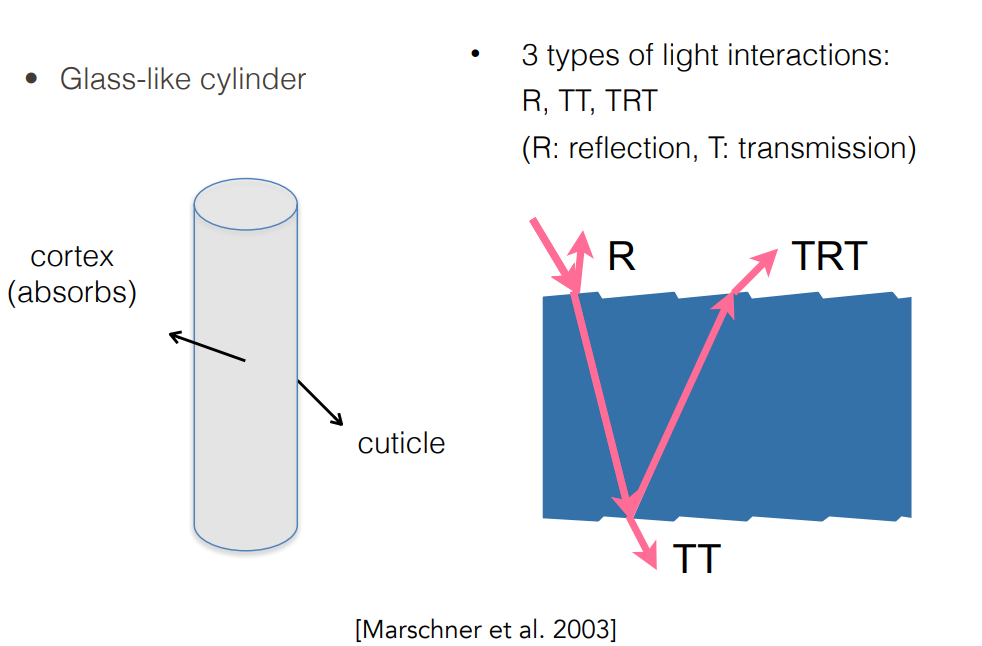 • Glass-like cylinder
• 3 types of light interactions:
R, TT, TRT
(R: reflection, T: transmission)
cortex
(absorbs)
cuticle
R
TRT
TT
[Marschner et al. 2003]